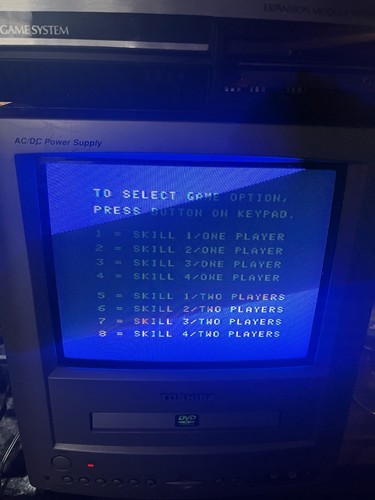 GAME SYSTEM
EXPANSION MODULE
AC/DC Power Supply
TO SELECT GAME OPTION,
PRESS BUTTON ON KEYPAD.
1 = SKILL 1/ONE PLAYER
2 = SKILL 2/ONE PLAYER
3 = SKILL 3/ONE PLAYER
4 = SKILL 4/ONE PLAYER
5 = SKILL 1/TWO PLAYERS
6 = SKILL 2/TWO PLAYERS
7 = SKILL 3/TWO PLAYERS
8 = SKILL 4/TWO PLAYERS
TOSHIBA
DVD